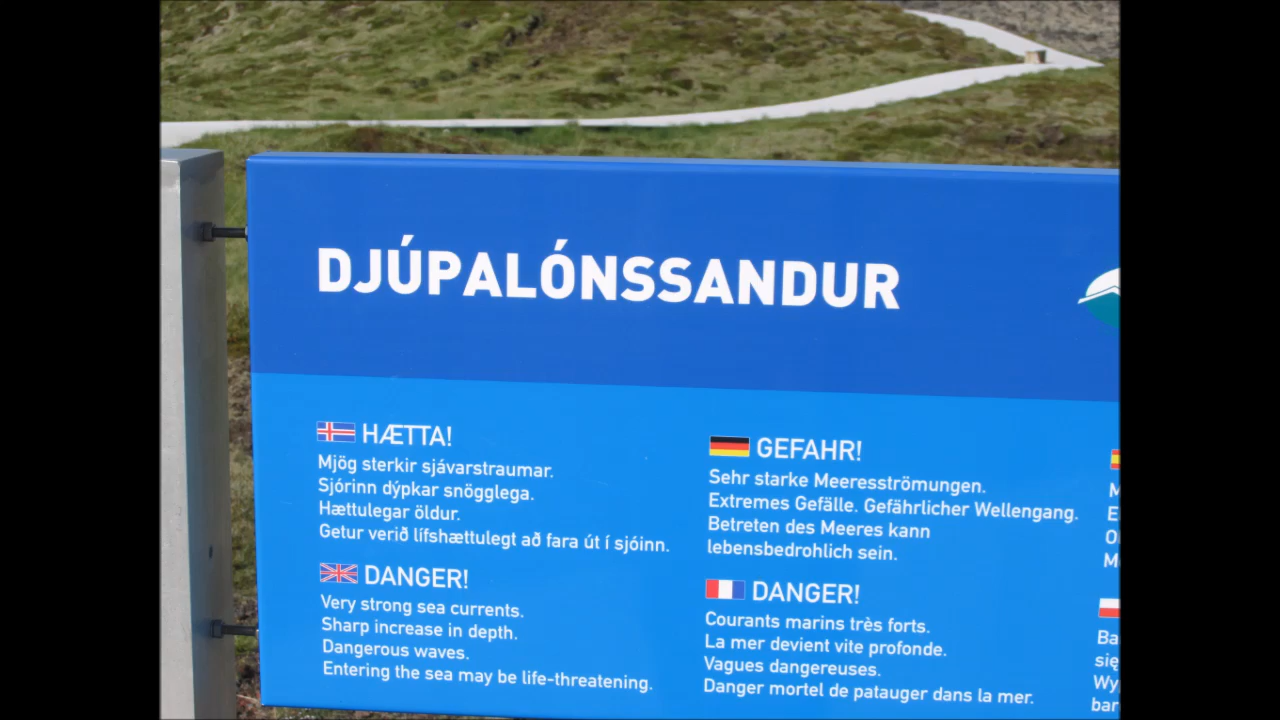 DJÚPALÓNSSANDUR
HÆTTA!
Mjög sterkir sjávarstraumar.
Sjórinn dýpkar snögglega.
Hættulegar öldur.
Getur verið lífshættulegt að fara út í sjóinn.
DANGER!
Very strong sea currents.
Sharp increase in depth.
Dangerous waves.
Entering the sea may be life-threatening.
GEFAHR!
Sehr starke Meeresströmungen.
Extremes Gefälle. Gefährlicher Wellengang.
Betreten des Meeres kann
lebensbedrohlich sein.
DANGER!
Courants marins très forts.
La mer devient vite profonde.
Vagues dangereuses.
Danger mortel de patauger dans la mer.